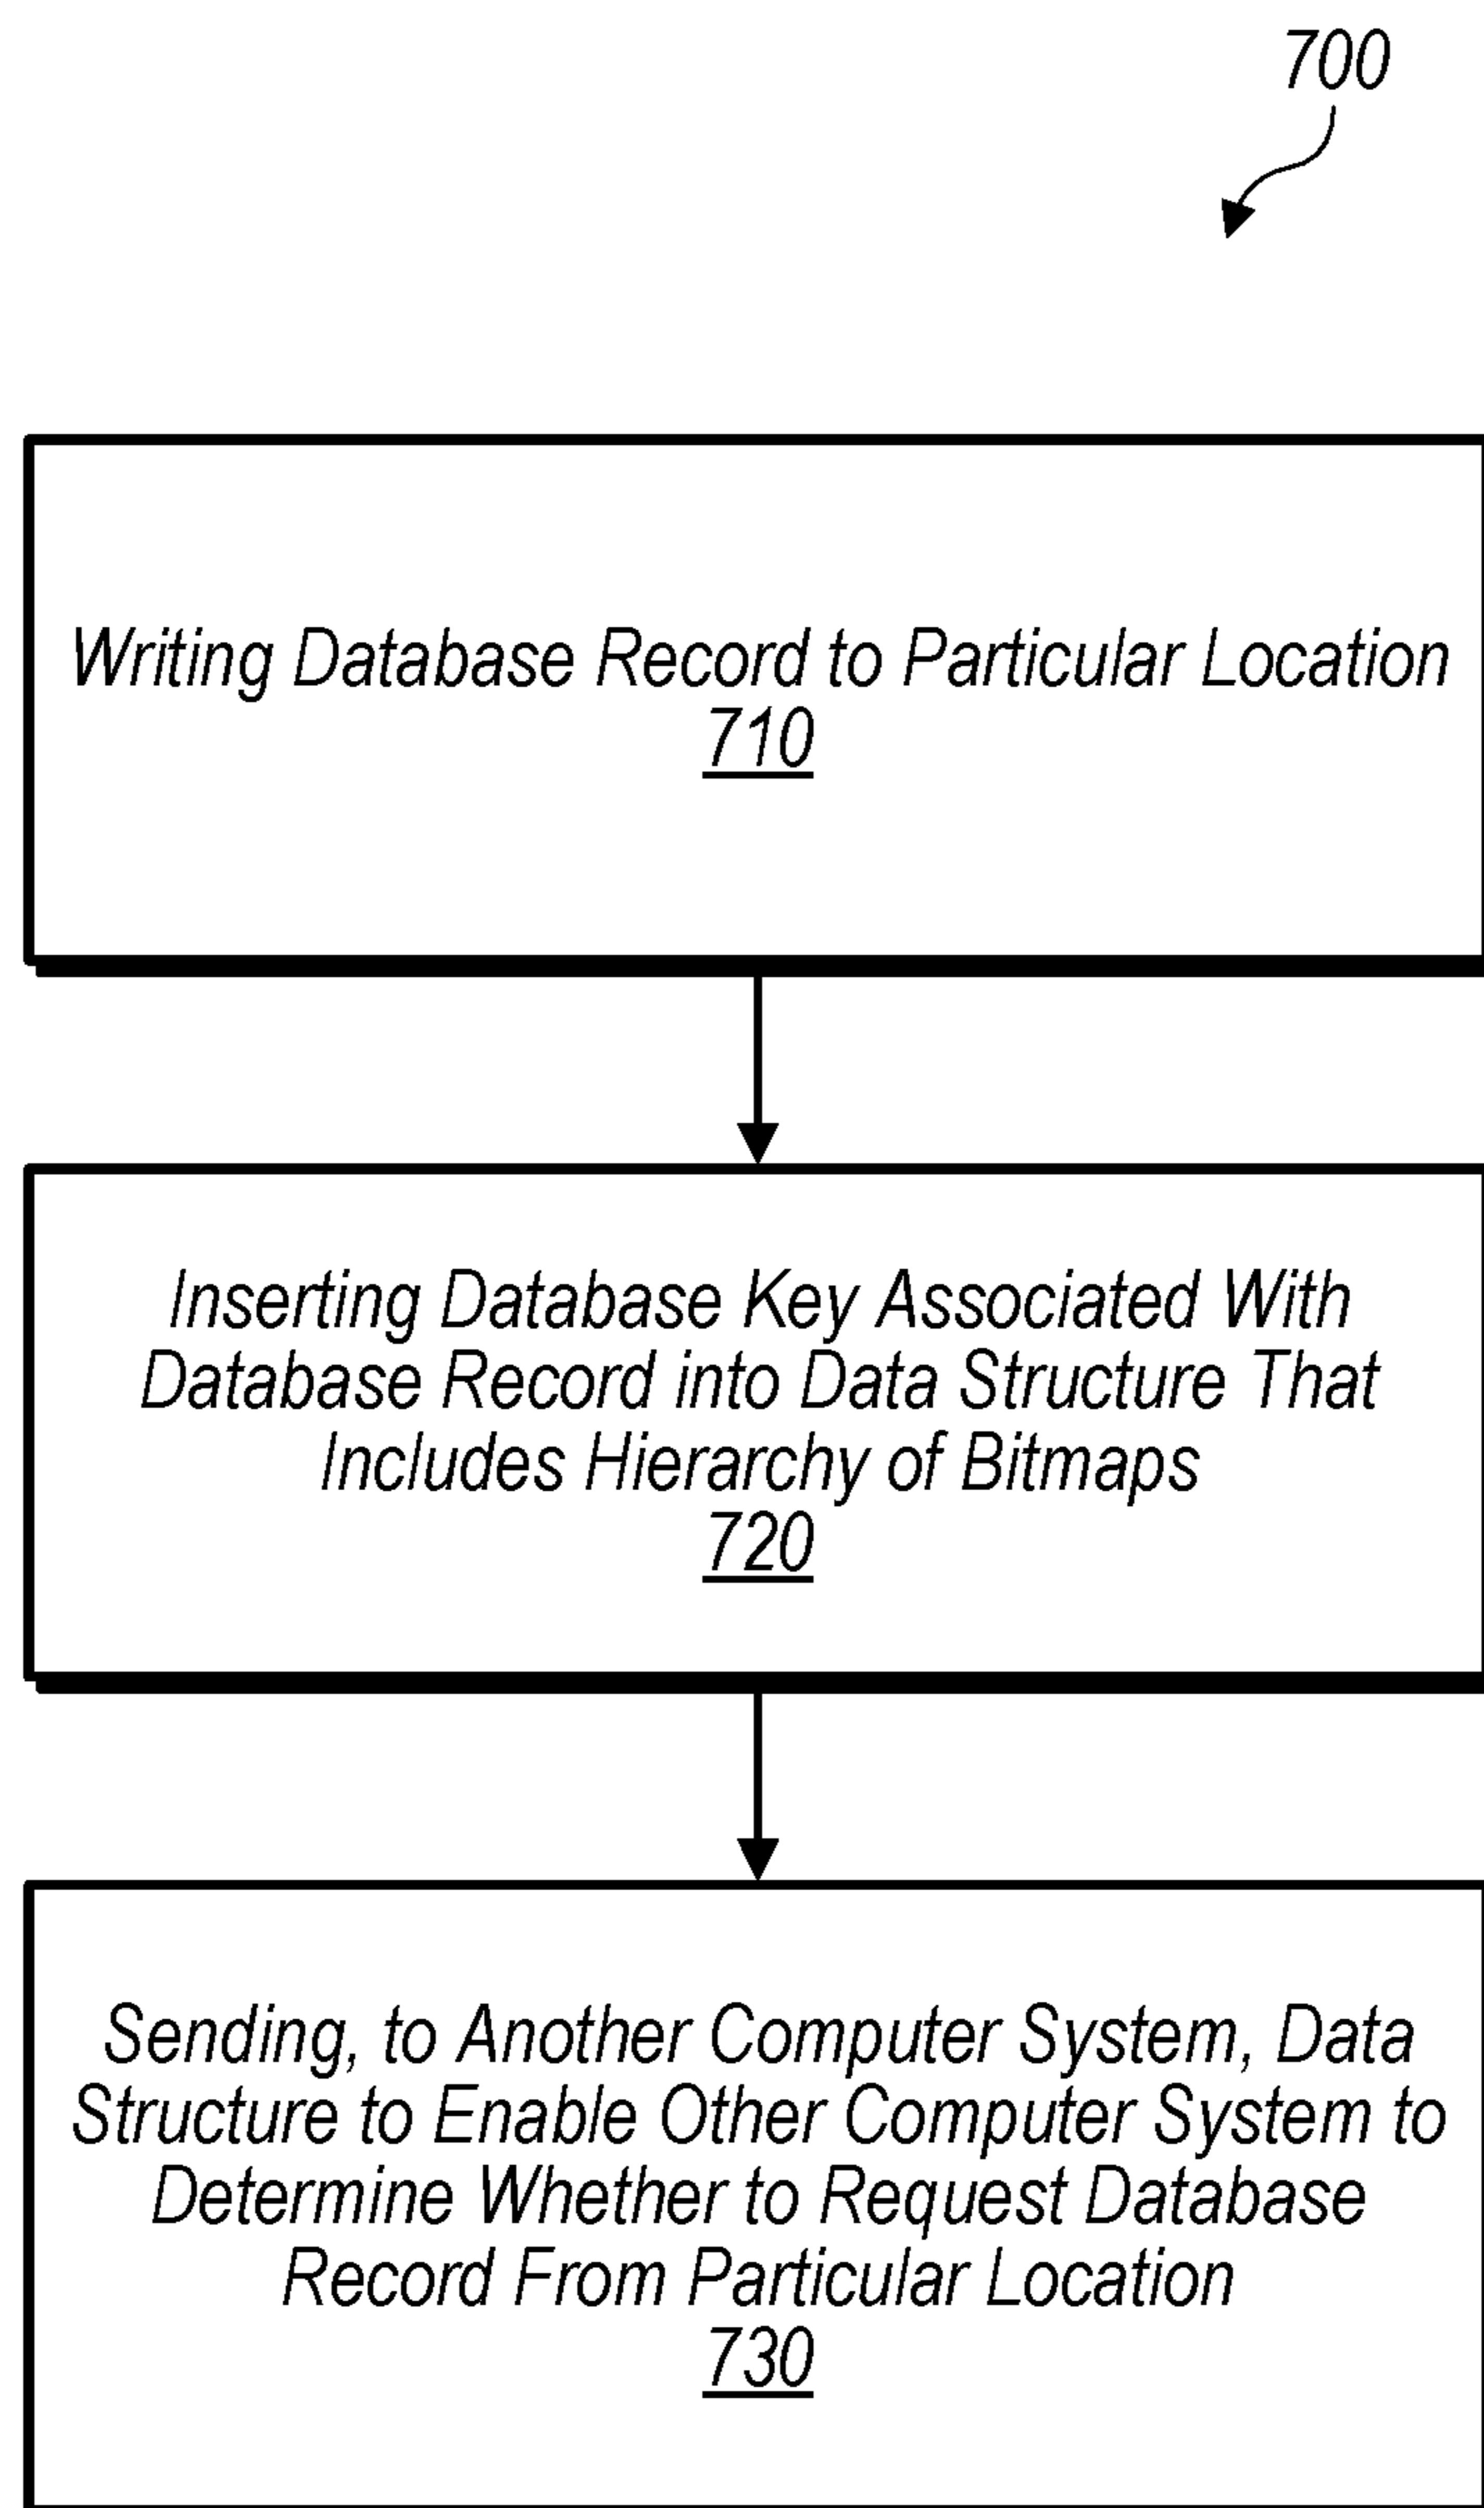 700
Writing Database Record to Particular Location
710
Inserting Database Key Associated With
Database Record into Data Structure That
Includes Hierarchy of Bitmaps
720
Sending, to Another Computer System, Data
Structure to Enable Other Computer System to
Determine Whether to Request Database
Record From Particular Location
730